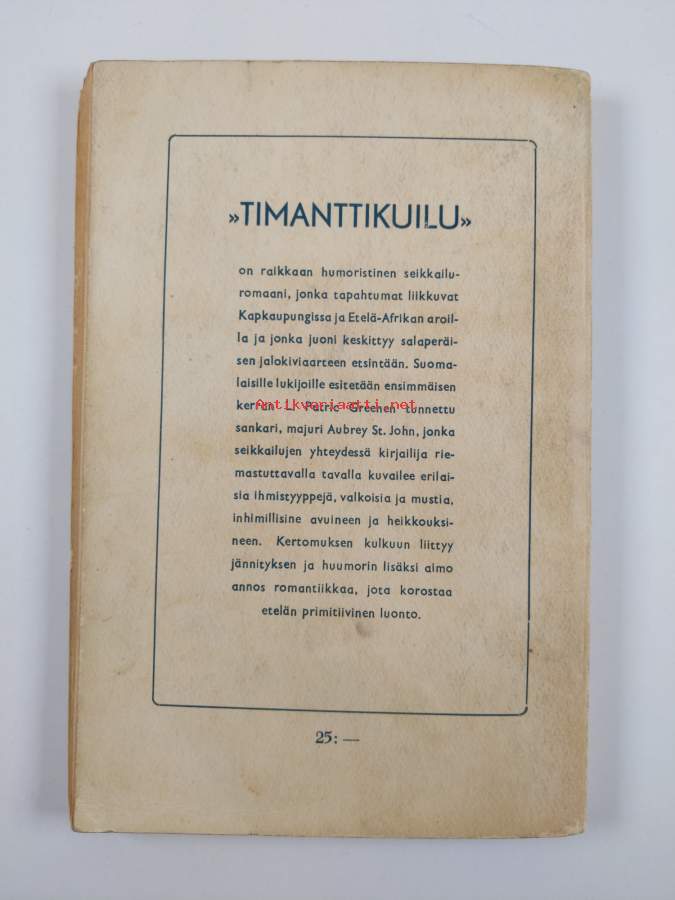 »TIMANTTIKUILU»
on raikkaan humoristinen seikkailu-
romaani, jonka tapahtumat liikkuvat
Kapkaupungissa ja Etelä-Afrikan aroil-
la ja jonka juoni keskittyy salaperäi-
sen jalokiviaarteen etsintään. Suoma-
laisille lukijoille esitetään ensimmäisen
kerran — Patric Greenen tunnettu
sankari, majuri Aubrey St. John, jonka
seikkailujen yhteydessä kirjailija rie-
mastuttavalla tavalla kuvailee erilai-
sia ihmistyyppejä, valkoisia ja mustia,
inhimillisine avuineen ja heikkouksi-
neen. Kertomuksen kulkuun liittyy
jännityksen ja huumorin lisäksi aimo
annos romantiikkaa, jota korostaa
etelän primitiivinen luonto.
25: —
Antikvariaatti.net